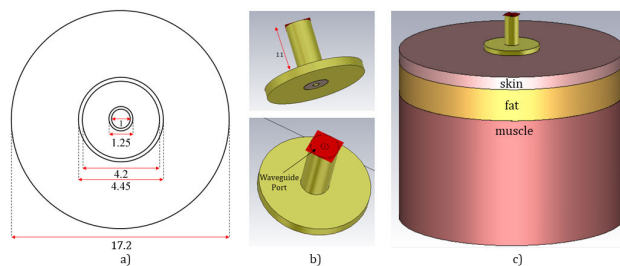 1
1.25
4.2
4.45
17.2
a)
11
Waveguide
Port
b)
skin
fat
muscle
c)